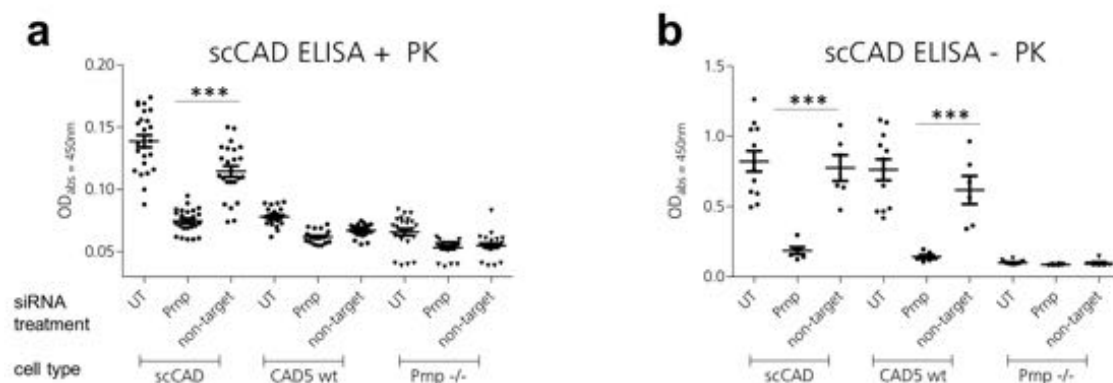 a
scCAD ELISA + PK
0.20
0.15
0.10
0.05
OD abs = 450nm
***
siRNA treatment
UT
Prnp
non-target
UT
Prnp
non-target
UT
Prnp
non-target
cell type
scCAD
CAD5 wt
Prnp -/-
b
scCAD ELISA - PK
1.5
1.0
0.5
0.0
OD abs = 450nm
***
***
UT
Prnp
non-target
UT
Prnp
non-target
UT
Prnp
non-target
scCAD
CAD5 wt
Prnp -/-